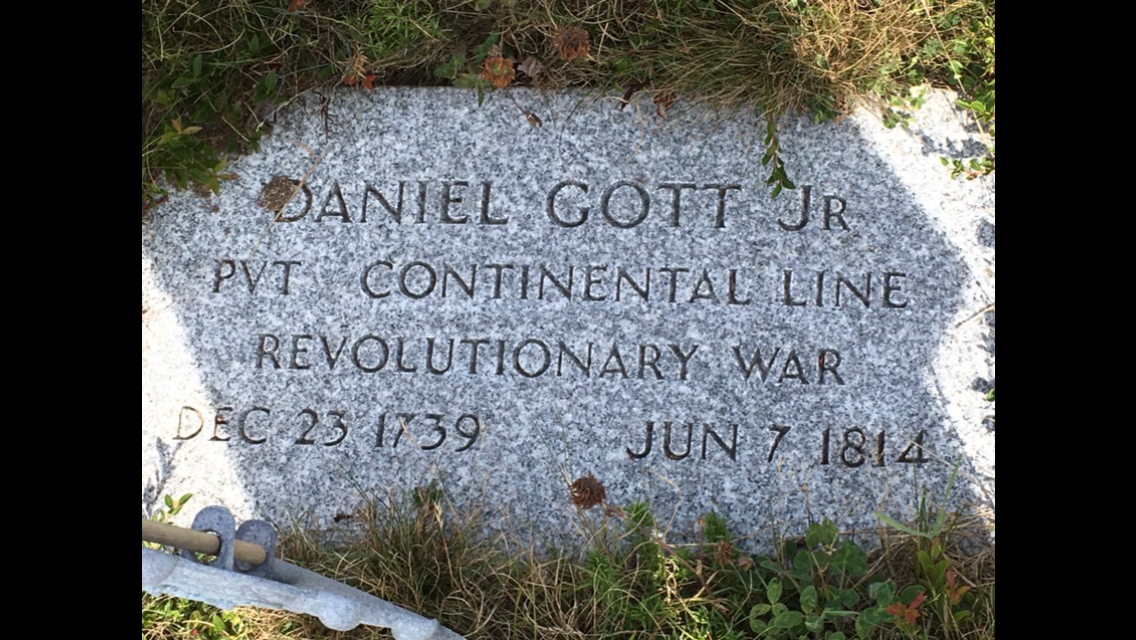 DANIEL GOTT JR
PVT CONTINENTAL LINE
REVOLUTIONARY WAR
DEC 23 1739 JUN 7 1814